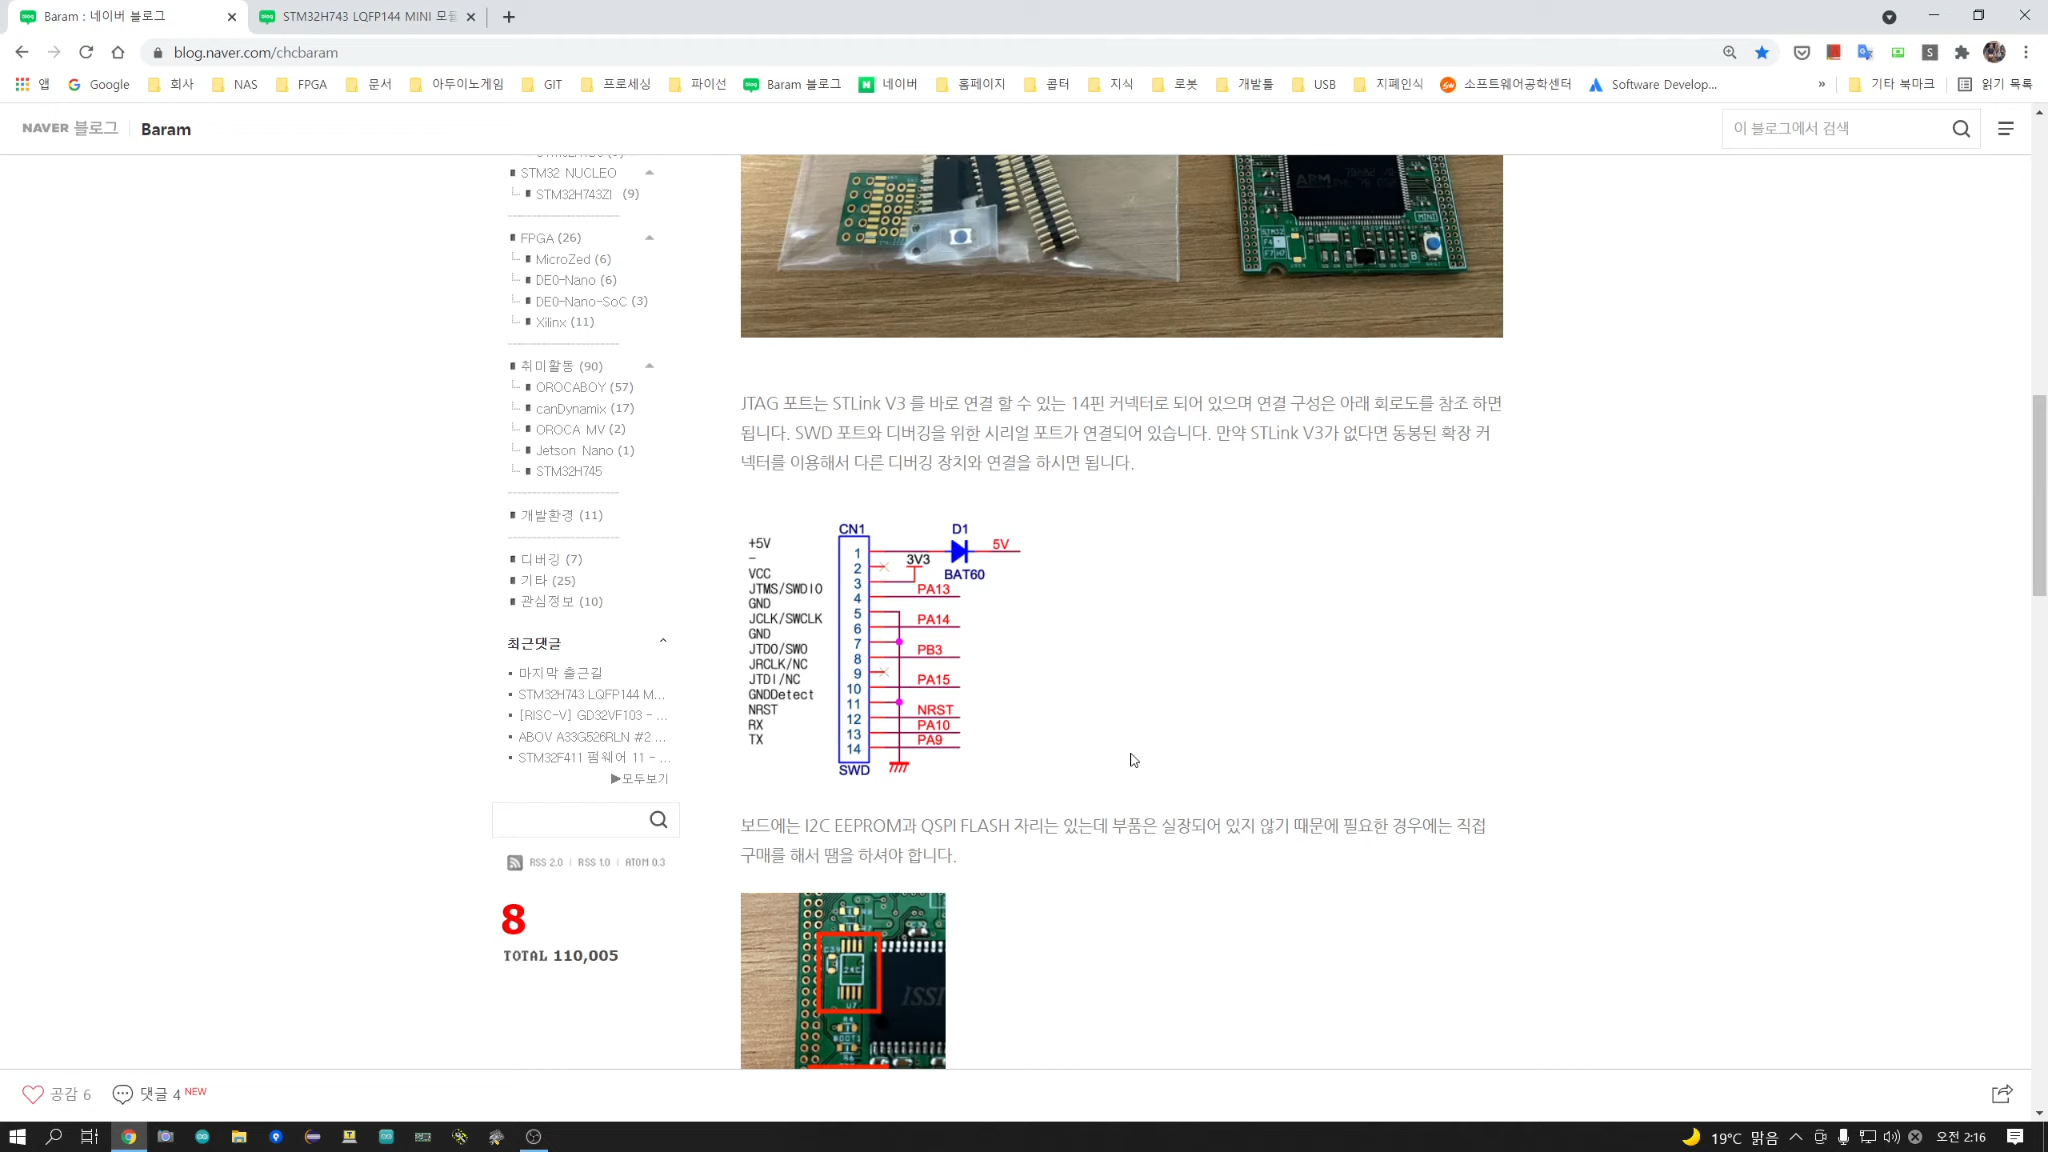 Baram : 네이버 블로그
STM32H743 LQFP144 MINI 모듈
blog.naver.com/chcbaram
앱
Google
회사
NAS
FPGA
문서
아두이노게임
GIT
프로세싱
파이선
Baram 블로그
네이버
홈페이지
콥터
지식
로봇
개발툴
USB
지폐인식
소프트웨어공학센터
Software Develop...
»
기타 북마크
읽기 목록
NAVER 블로그
Baram
이 블로그에서 검색
STM32 NUCLEO
STM32H743ZI (9)
FPGA (26)
MicroZed (6)
DE0-Nano (6)
DE0-Nano-SoC (3)
Xilinx (11)
취미활동 (90)
OROCABOY (57)
canDynamix (17)
OROCA MV (2)
Jetson Nano (1)
STM32H745
개발환경 (11)
디버깅 (7)
기타 (25)
관심정보 (10)
최근댓글
마지막 출근길
STM32H743 LQFP144 M...
[RISC-V] GD32VF103 - ...
ABOV A33G526RLN #2 ...
STM32F411 펌웨어 11 - ...
▶모두보기
RSS 2.0 | RSS 1.0 | ATOM 0.3
8
TOTAL 110,005
ARM
MINI
STM32
F4
F7 H7
B
JTAG 포트는 STLink V3 를 바로 연결 할 수 있는 14핀 커넥터로 되어 있으며 연결 구성은 아래 회로도를 참조 하면
됩니다. SWD 포트와 디버깅을 위한 시리얼 포트가 연결되어 있습니다. 만약 STLink V3가 없다면 동봉된 확장 커
넥터를 이용해서 다른 디버깅 장치와 연결을 하시면 됩니다.
CN1
D1
+5V
1
5V
-
2
3V3
BAT60
VCC
3
JTMS/SWDIO
4
PA13
GND
5
JCLK/SWCLK
6
PA14
GND
7
JTDO/SWO
8
PB3
JRCLK/NC
9
JTDI/NC
10
PA15
GNDDetect
11
NRST
12
NRST
RX
13
PA10
TX
14
PA9
SWD
보드에는 I2C EEPROM과 QSPI FLASH 자리는 있는데 부품은 실장되어 있지 않기 때문에 필요한 경우에는 직접
구매를 해서 땜을 하셔야 합니다.
24C
U7
ISSI
R4
BOOT1
R6
공감 6
댓글 4 NEW
19°C 맑음
오전 2:16